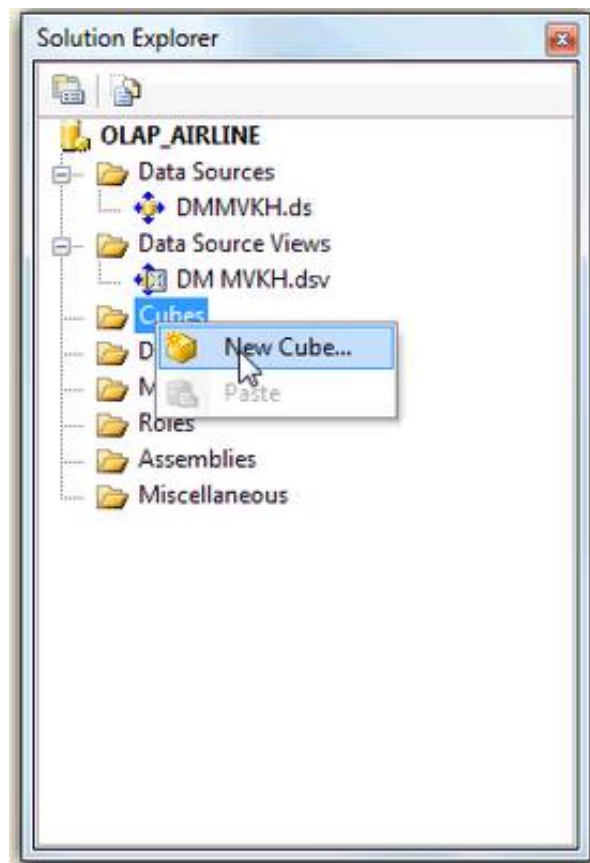 Solution Explorer
OLAP_AIRLINE
Data Sources
DMMVKH.ds
Data Source Views
DM MVKH.dsv
Cubes
New Cube...
D
M
Paste
Roles
Assemblies
Miscellaneous